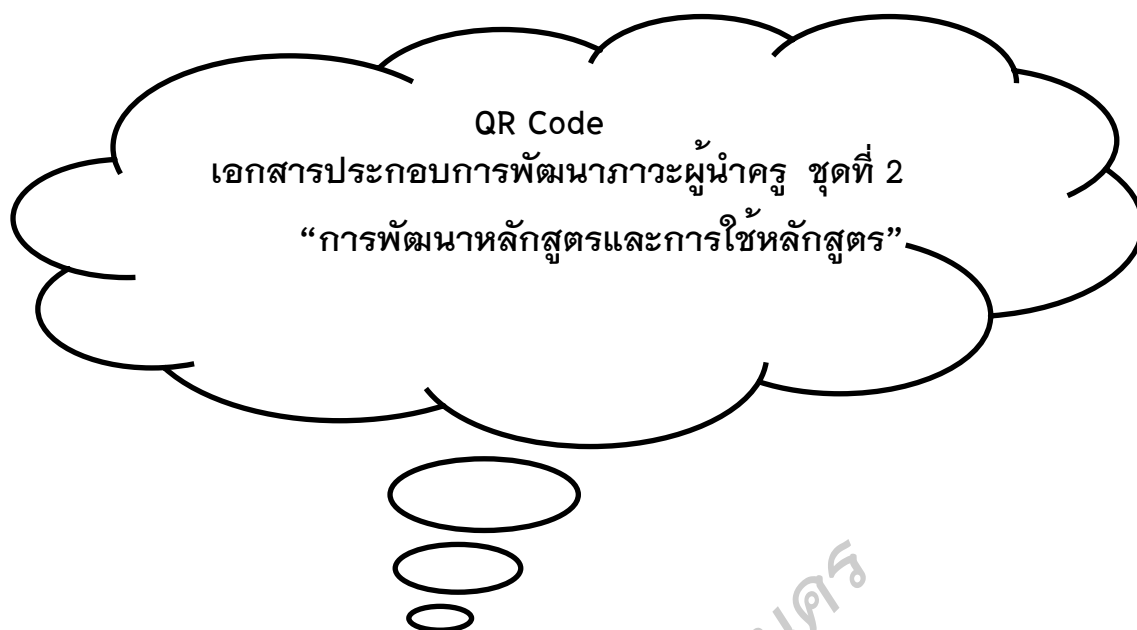 QR Code
เอกสารประกอบการพัฒนาภาวะผู้นำครู ชุดที่ 2
“การพัฒนาหลักสูตรและการใช้หลักสูตร”